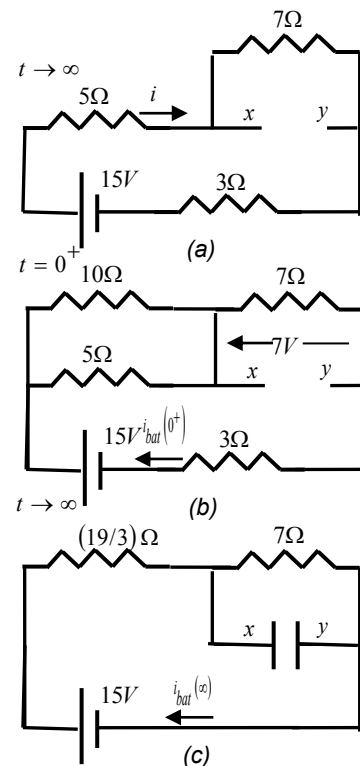 7Ω
t → ∞
5Ω i
x y
15V 3Ω
(a)
t = 0⁺
10Ω 7Ω
7V
5Ω x y
15V i_bat(0⁺) 3Ω
t → ∞ (b)
(19/3) Ω 7Ω
x y
15V i_bat(∞)
(c)